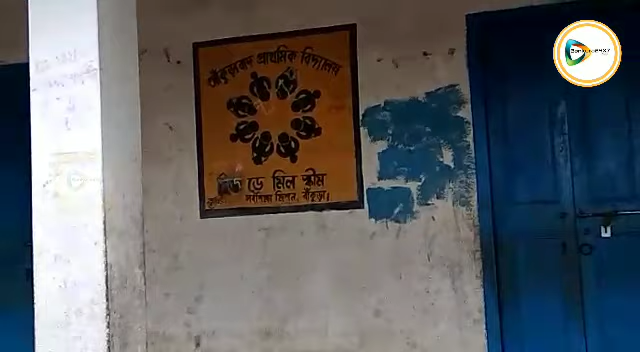 প্রাথমিক বিদ্যালয়
মিড ডে মিল স্কীম
সর্বশিক্ষা মিশন, বাঁকুড়া।